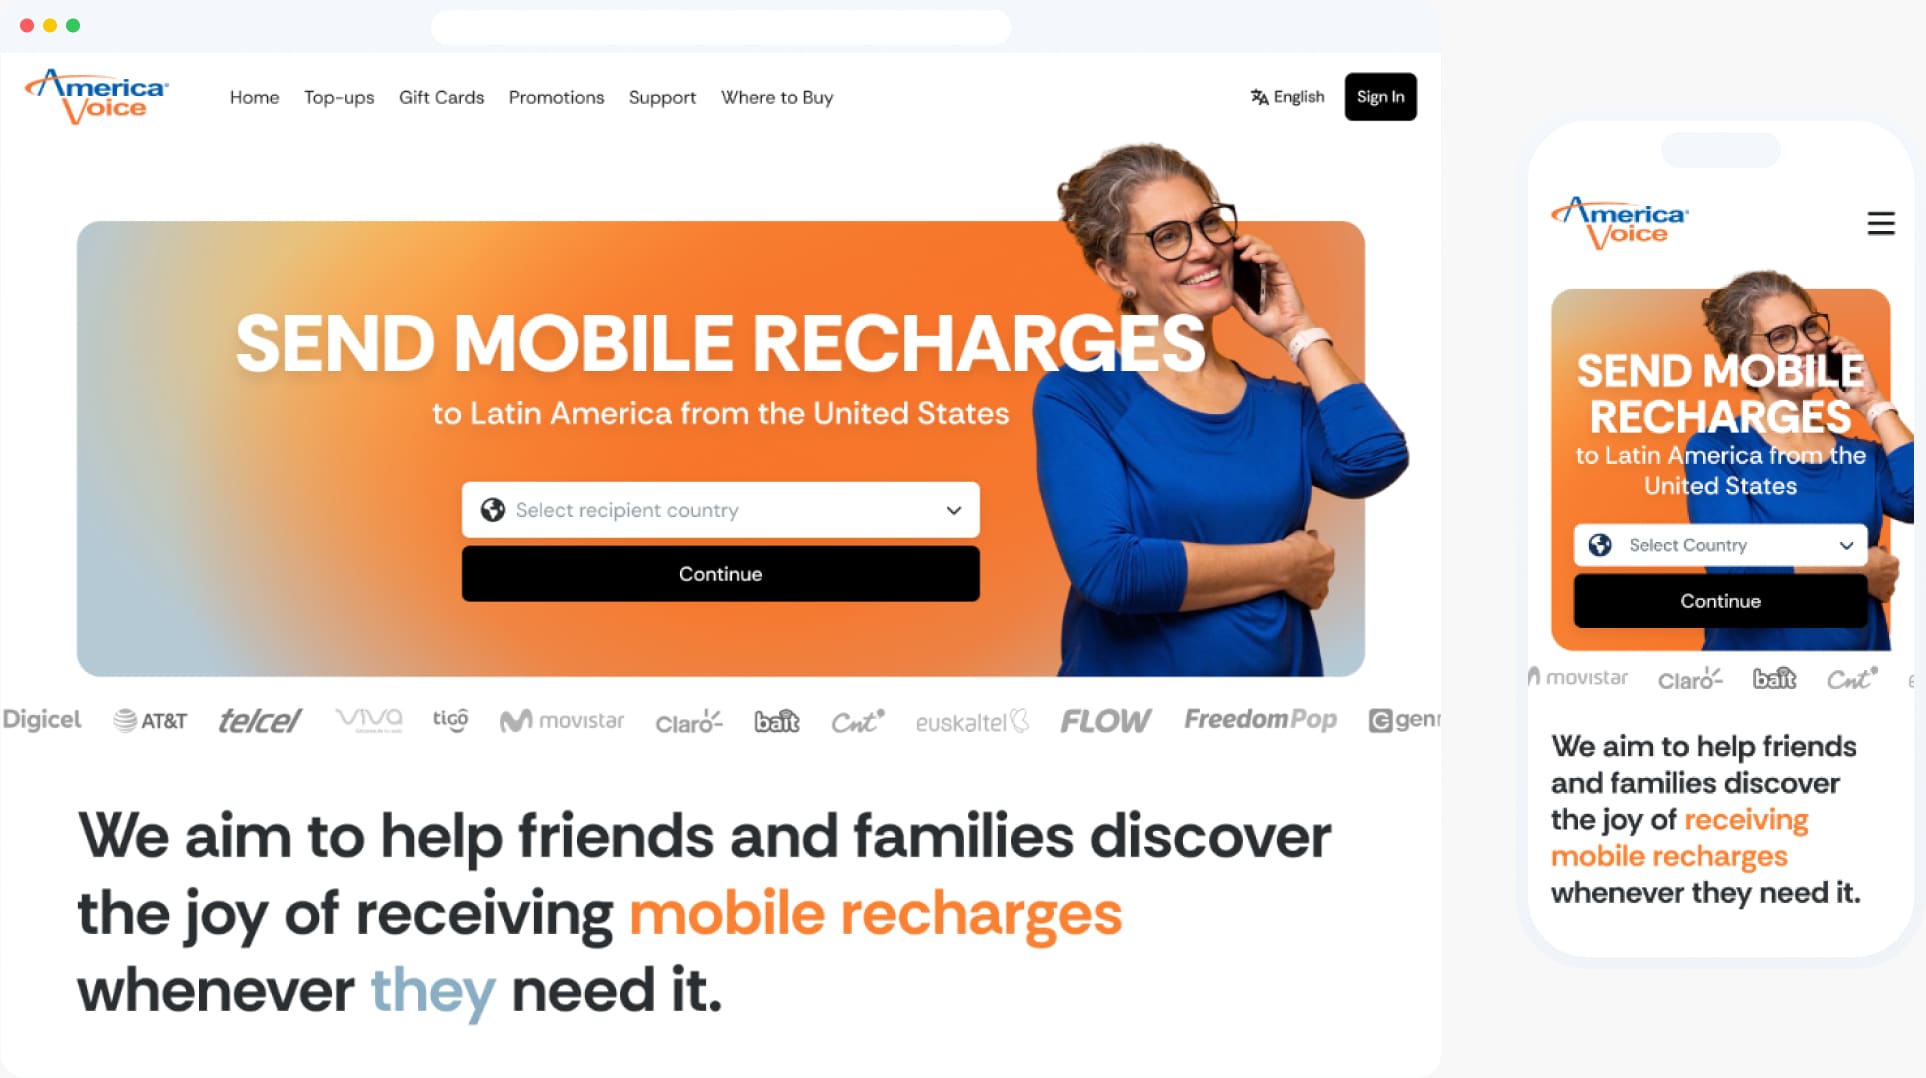 America Voice
Home Top-ups Gift Cards Promotions Support Where to Buy
English
Sign In
SEND MOBILE RECHARGES
to Latin America from the United States
Select recipient country
Continue
Digicel AT&T telcel VIVA tigo movistar Claro bait Cnt euskaltel FLOW FreedomPop
We aim to help friends and families discover
the joy of receiving mobile recharges
whenever they need it.
America Voice
SEND MOBILE
RECHARGES
to Latin America from the
United States
Select Country
Continue
movistar Claro bait Cnt
We aim to help friends
and families discover
the joy of receiving
mobile recharges
whenever they need it.